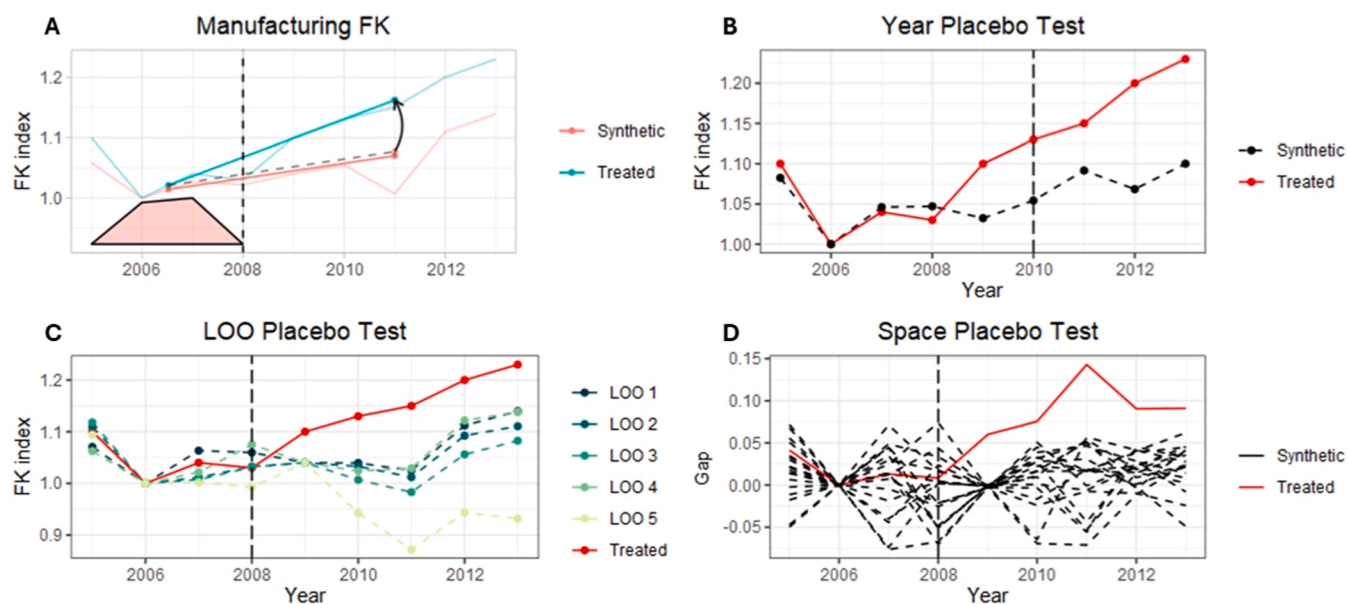 A
Manufacturing FK
FK index
1.2
1.1
1.0
2006
2008
2010
2012
Synthetic
Treated
B
Year Placebo Test
FK index
1.20
1.15
1.10
1.05
1.00
2006
2008
2010
2012
Year
Synthetic
Treated
C
LOO Placebo Test
FK index
1.2
1.1
1.0
0.9
2006
2008
2010
2012
Year
LOO 1
LOO 2
LOO 3
LOO 4
LOO 5
Treated
D
Space Placebo Test
Gap
0.15
0.10
0.05
0.00
-0.05
2006
2008
2010
2012
Year
Synthetic
Treated